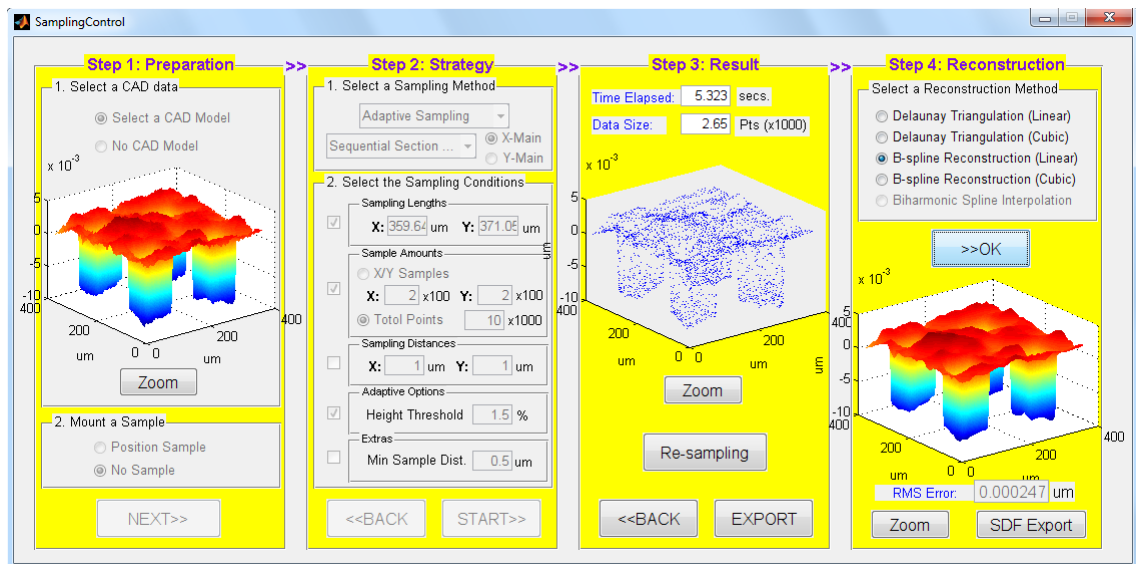 SamplingControl
Step 1: Preparation
>>
Step 2: Strategy
>>
Step 3: Result
>>
Step 4: Reconstruction
1. Select a CAD data
Select a CAD Model
No CAD Model
x 10-3
5
0
-5
-10
400
200
0
0
200
400
um
um
Zoom
2. Mount a Sample
Position Sample
No Sample
NEXT>>
1. Select a Sampling Method
Adaptive Sampling
Sequential Section ...
X-Main
Y-Main
2. Select the Sampling Conditions
Sampling Lengths
X: 359.64 um Y: 371.05 um
Sample Amounts
X/Y Samples
X: 2 x100 Y: 2 x100
Totol Points 10 x1000
Sampling Distances
X: 1 um Y: 1 um
Adaptive Options
Height Threshold 1.5 %
Extras
Min Sample Dist. 0.5 um
<<BACK
START>>
Time Elapsed: 5.323 secs.
Data Size: 2.65 Pts (x1000)
x 10-3
um
5
0
-5
-10
400
200
0
0
200
400
um
um
Zoom
Re-sampling
<<BACK
EXPORT
Select a Reconstruction Method
Delaunay Triangulation (Linear)
Delaunay Triangulation (Cubic)
B-spline Reconstruction (Linear)
B-spline Reconstruction (Cubic)
Biharmonic Spline Interpolation
>>OK
x 10-3
um
5
0
-5
-10
400
200
0
0
200
400
um
um
RMS Error: 0.000247 um
Zoom
SDF Export